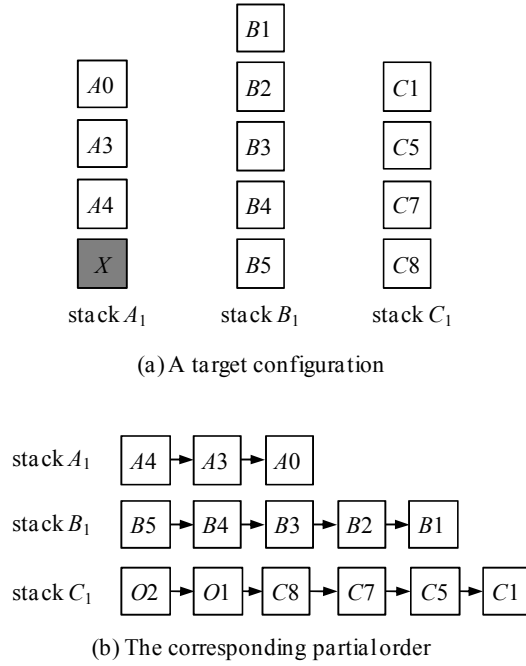 B1
A0 B2 C1
A3 B3 C5
A4 B4 C7
X B5 C8
stack A₁ stack B₁ stack C₁
(a) A target configuration
stack A₁ A4 A3 A0
stack B₁ B5 B4 B3 B2 B1
stack C₁ O2 O1 C8 C7 C5 C1
(b) The corresponding partial order